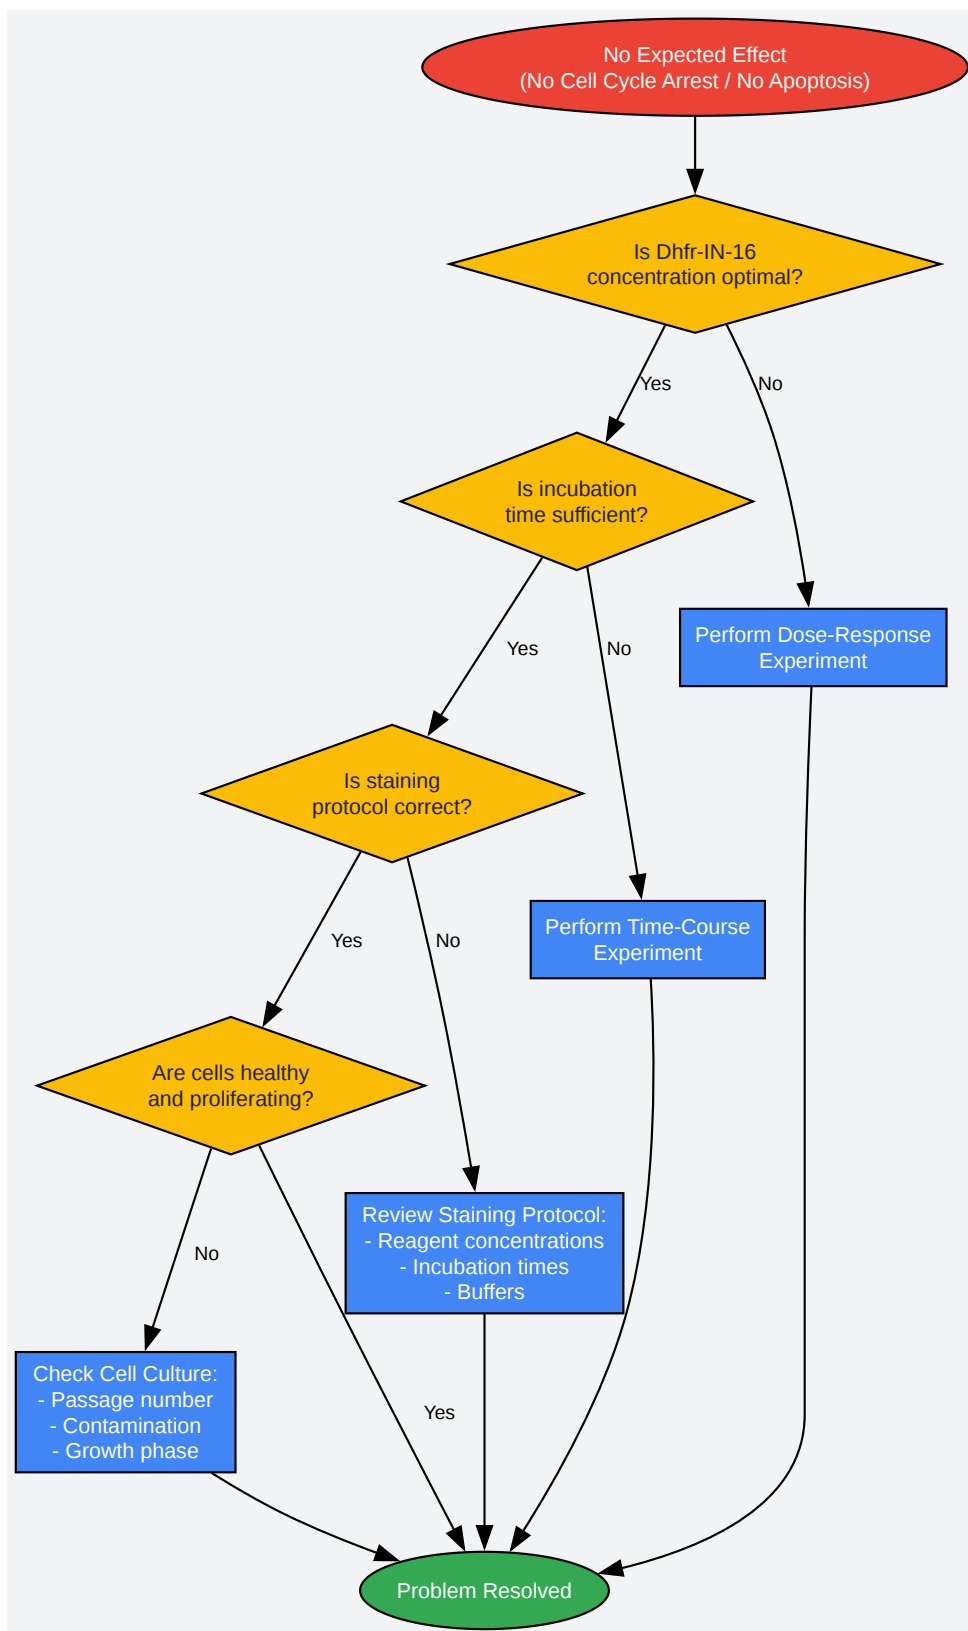 No Expected Effect
(No Cell Cycle Arrest / No Apoptosis)
Is Dhfr-IN-16
concentration optimal?
Yes
No
Is incubation
time sufficient?
Perform Dose-Response
Experiment
Yes
No
Is staining
protocol correct?
Perform Time-Course
Experiment
Yes
No
Are cells healthy
and proliferating?
Review Staining Protocol:
- Reagent concentrations
- Incubation times
- Buffers
No
Check Cell Culture:
- Passage number
- Contamination
- Growth phase
Yes
Problem Resolved